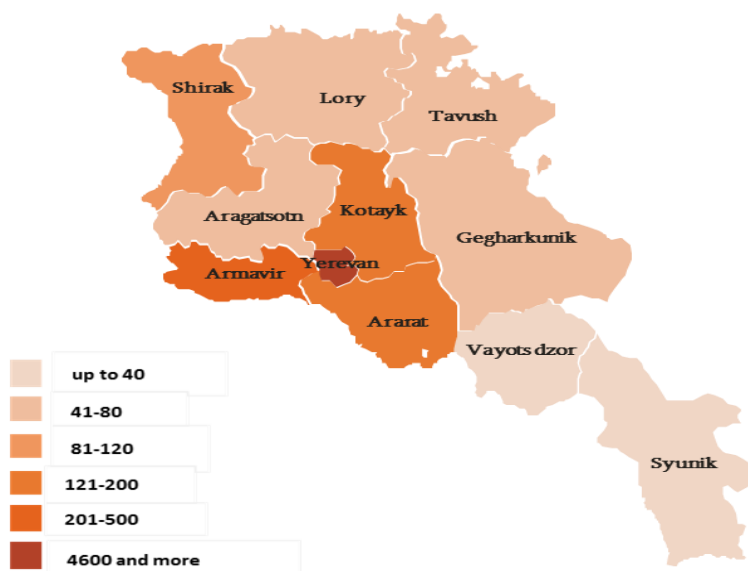 Shirak
Lory
Tavush
Aragatsotn
Kotayk
Gegharkunik
Yerevan
Armavir
Ararat
Vayots dzor
Syunik
up to 40
41-80
81-120
121-200
201-500
4600 and more